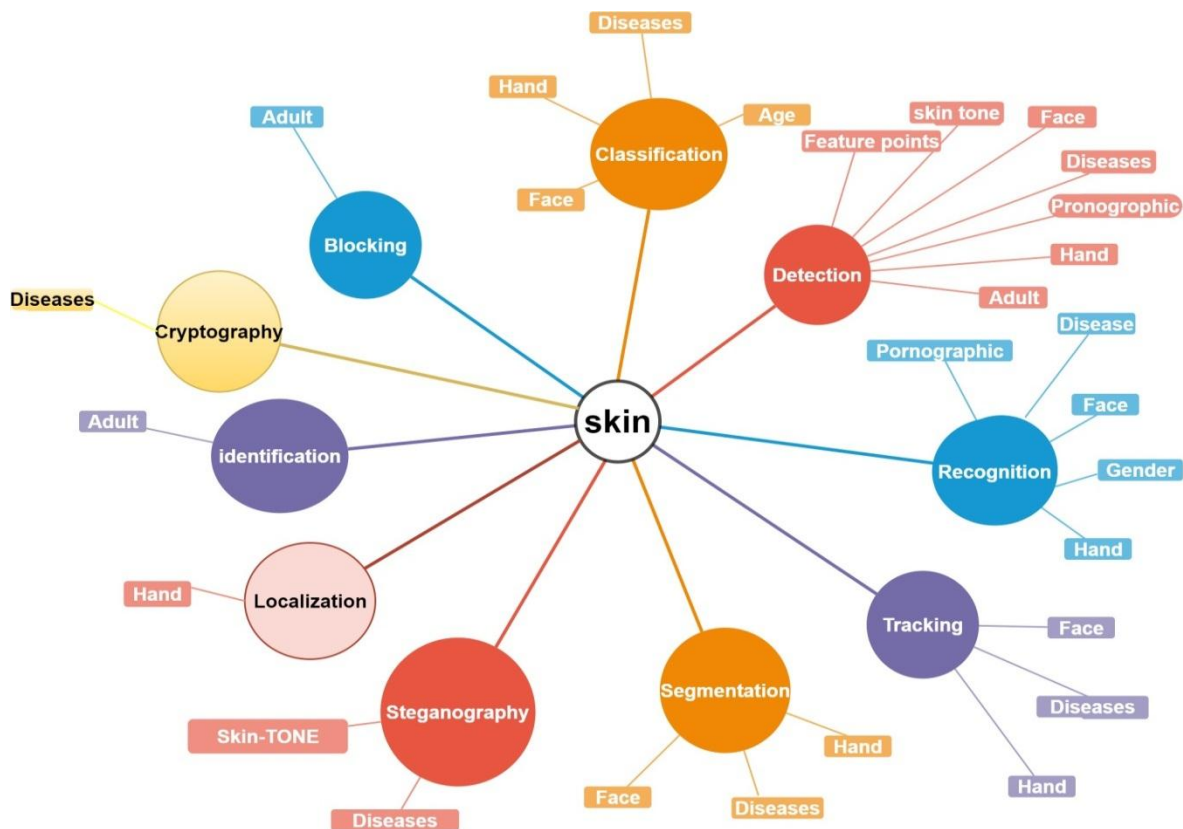 Diseases
Hand
Age
Face
Classification
Adult
Blocking
Feature points
skin tone
Face
Diseases
Pronogrophic
Hand
Adult
Detection
Diseases
Cryptography
skin
Pornographic
Disease
Face
Gender
Hand
Recognition
Adult
identification
Hand
Localization
Tracking
Face
Diseases
Hand
Skin-TONE
Steganography
Diseases
Segmentation
Hand
Face
Diseases